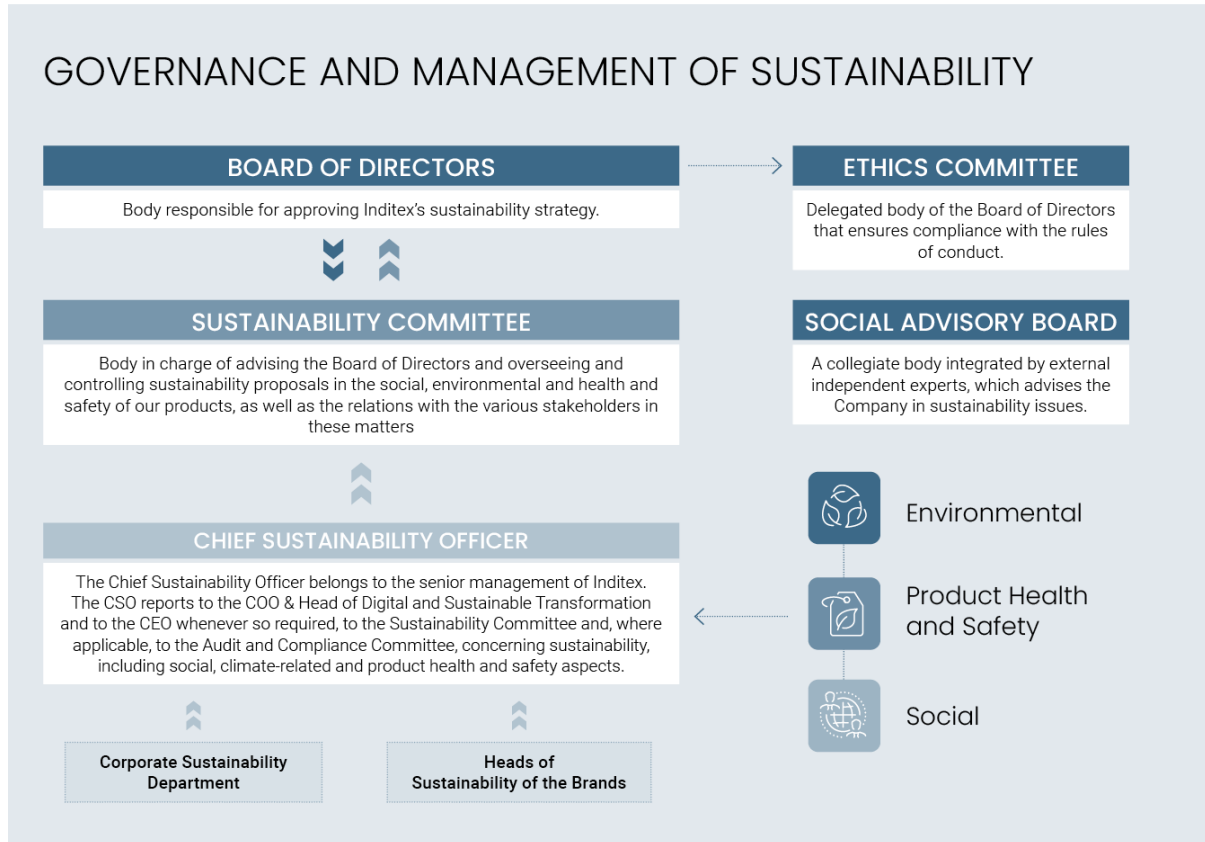 GOVERNANCE AND MANAGEMENT OF SUSTAINABILITY
BOARD OF DIRECTORS
Body responsible for approving Inditex’s sustainability strategy.
ETHICS COMMITTEE
Delegated body of the Board of Directors
that ensures compliance with the rules
of conduct.
SUSTAINABILITY COMMITTEE
Body in charge of advising the Board of Directors and overseeing and
controlling sustainability proposals in the social, environmental and health and
safety of our products, as well as the relations with the various stakeholders in
these matters
SOCIAL ADVISORY BOARD
A collegiate body integrated by external
independent experts, which advises the
Company in sustainability issues.
CHIEF SUSTAINABILITY OFFICER
The Chief Sustainability Officer belongs to the senior management of Inditex.
The CSO reports to the COO & Head of Digital and Sustainable Transformation
and to the CEO whenever so required, to the Sustainability Committee and, where
applicable, to the Audit and Compliance Committee, concerning sustainability,
including social, climate-related and product health and safety aspects.
Environmental
Product Health
and Safety
Social
Corporate Sustainability
Department
Heads of
Sustainability of the Brands